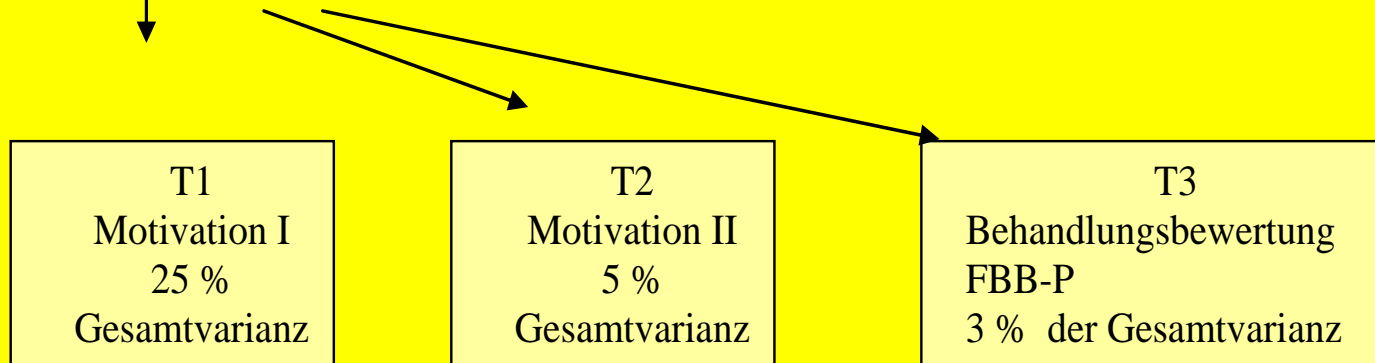 T1
Motivation I
25 %
Gesamtvarianz
T2
Motivation II
5 %
Gesamtvarianz
T3
Behandlungsbewertung
FBB-P
3 % der Gesamtvarianz